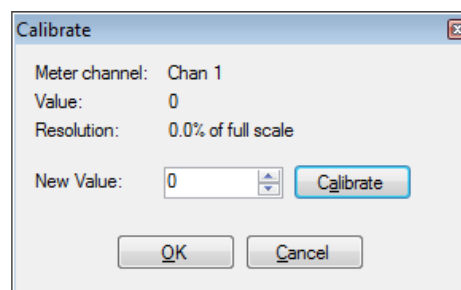 Calibrate
Meter channel: Chan 1
Value: 0
Resolution: 0.0% of full scale
New Value: 0 Calibrate
OK Cancel